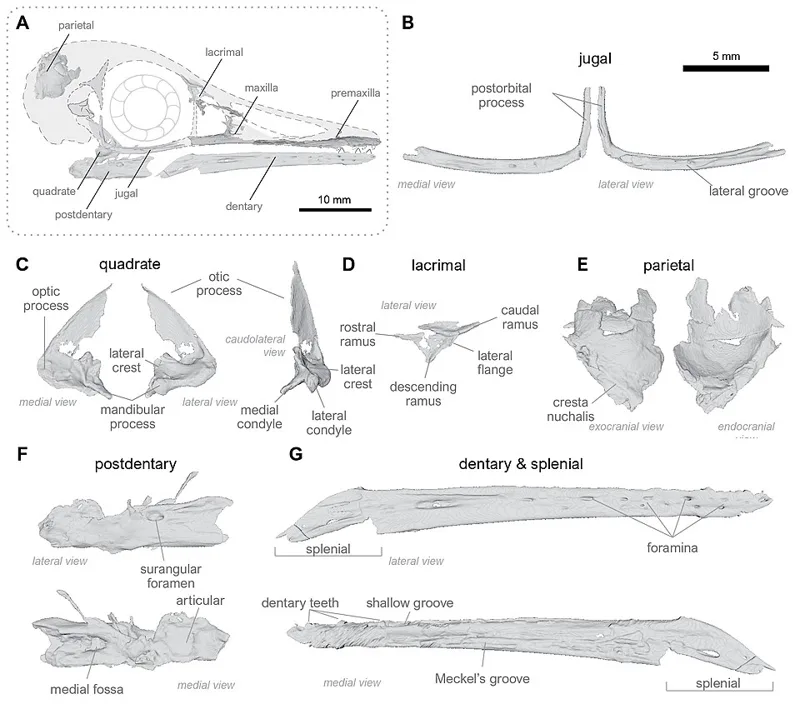 A
parietal
lacrimal
maxilla
premaxilla
quadrate
jugal
postdentary
dentary
10 mm
B
jugal
5 mm
postorbital
process
medial view
lateral view
lateral groove
C
quadrate
optic
process
otic
process
lateral
crest
caudolateral
view
medial view
mandibular
process
lateral view
medial
condyle
lateral
crest
lateral
condyle
D
lacrimal
lateral view
rostral
ramus
caudal
ramus
lateral
flange
descending
ramus
E
parietal
cresta
nuchalis
exocranial view
endocranial
F
postdentary
lateral view
surangular
foramen
articular
medial fossa
medial view
G
dentary & splenial
splenial
lateral view
foramina
dentary teeth
shallow groove
medial view
Meckel's groove
splenial